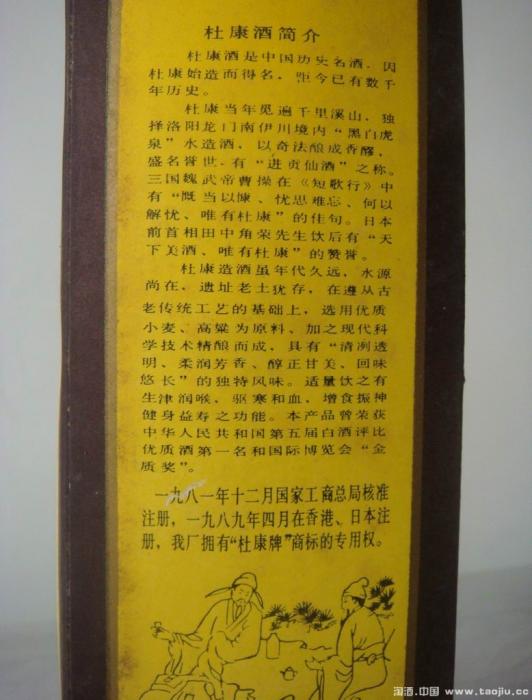 杜康酒简介
杜康酒是中国历史名酒，因
杜康始造而得名，距今已有数千
年历史。
杜康当年觅遍千里溪山，独
择洛阳龙门南伊川境内“黑白虎
泉”水造酒，以奇法酿成香醪，
盛名誉世，有“进贡仙酒”之称。
三国魏武帝曹操在《短歌行》中
有“慨当以慷、忧思难忘、何以
解忧、唯有杜康”的佳句。日本
前首相田中角荣先生饮后有“天
下美酒、唯有杜康”的赞誉。
杜康造酒虽年代久远，水源
尚在，遗址老土犹存，在遵从古
老传统工艺的基础上，选用优质
小麦、高粱为原料、加之现代科
学技术精酿而成，具有“清冽透
明、柔润芳香、醇正甘美、回味
悠长”的独特风味。适量饮之有
生津润喉，驱寒和血，增食振神
健身益寿之功能。本产品曾荣获
中华人民共和国第五届白酒评比
优质酒第一名和国际博览会“金
质奖”。
一九八一年十二月国家工商总局核准
注册，一九八九年四月在香港、日本注
册，我厂拥有“杜康牌”商标的专用权。
淘酒.中国 www.taojiu.cc